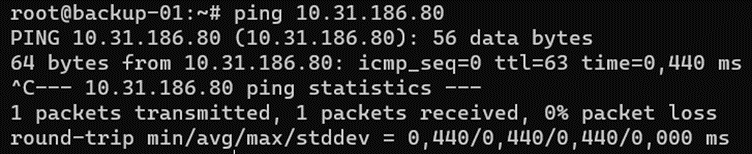 root@backup-01:~# ping 10.31.186.80
PING 10.31.186.80 (10.31.186.80): 56 data bytes
64 bytes from 10.31.186.80: icmp_seq=0 ttl=63 time=0,440 ms
^C--- 10.31.186.80 ping statistics ---
1 packets transmitted, 1 packets received, 0% packet loss
round-trip min/avg/max/stddev = 0,440/0,440/0,440/0,000 ms